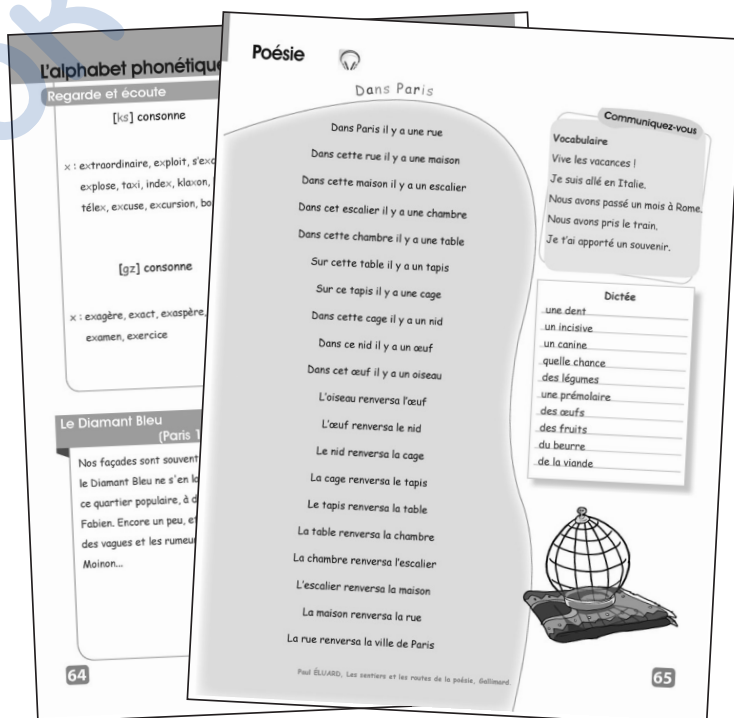 L'alphabet phonétique
Regarde et écoute
[ks] consonne
x : extraordinaire, exploit,
explose, taxi, index, klaxon,
télex, excuse, excursion,
[gz] consonne
x : exagère, exact, exaspère,
examen, exercice
Le Diamant Bleu
(Paris
Nos façades sont souvent
le Diamant Bleu ne s'en
ce quartier populaire, à
Fabien. Encore un peu,
des vagues et les
Moinon...
64
Poésie
Dans Paris
Dans Paris il y a une rue
Dans cette rue il y a une maison
Dans cette maison il y a un escalier
Dans cet escalier il y a une chambre
Dans cette chambre il y a une table
Sur cette table il y a un tapis
Sur ce tapis il y a une cage
Dans cette cage il y a un nid
Dans ce nid il y a un œuf
Dans cet œuf il y a un oiseau
L'oiseau renversa l'œuf
L'œuf renversa le nid
Le nid renversa la cage
La cage renversa le tapis
Le tapis renversa la table
La table renversa la chambre
La chambre renversa l'escalier
L'escalier renversa la maison
La maison renversa la rue
La rue renversa la ville de Paris
Paul ÉLUARD, Les sentiers et les routes de la poésie, Gallimard.
Communiquez-vous
Vocabulaire
Vive les vacances !
Je suis allé en Italie.
Nous avons passé un mois à Rome.
Nous avons pris le train.
Je t'ai apporté un souvenir.
Dictée
une dent
un incisive
un canine
quelle chance
des légumes
une prémolaire
des œufs
des fruits
du beurre
de la viande
65